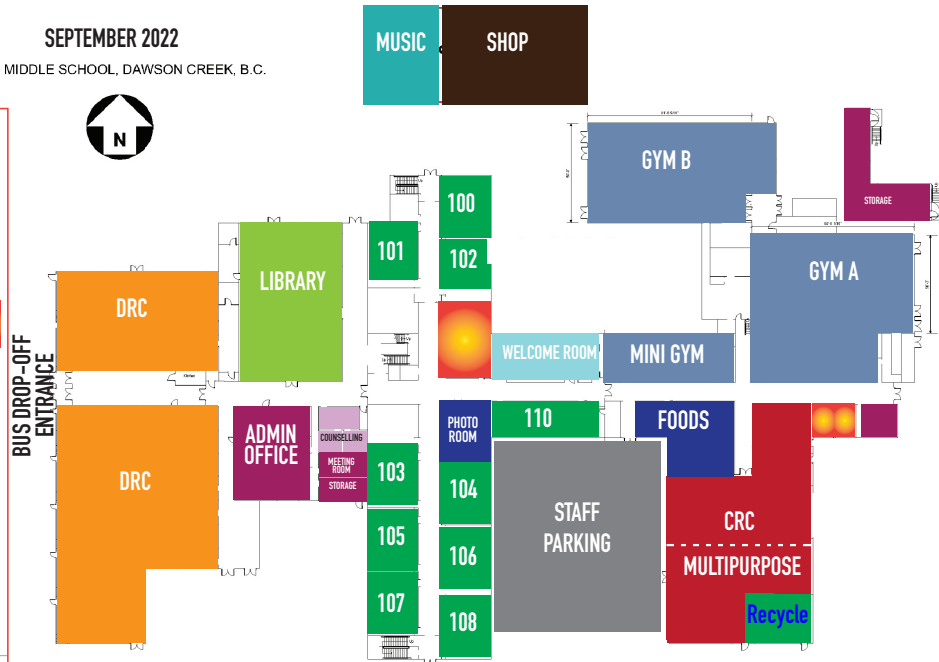 SEPTEMBER 2022
MIDDLE SCHOOL, DAWSON CREEK, B.C.
N
MUSIC
SHOP
GYM B
STORAGE
100
101
102
LIBRARY
GYM A
DRC
WELCOME ROOM
MINI GYM
BUS DROP-OFF
ENTRANCE
ADMIN
OFFICE
COUNSELLING
MEETING
ROOM
STORAGE
PHOTO
ROOM
110
FOODS
DRC
103
104
105
106
107
108
STAFF
PARKING
CRC
MULTIPURPOSE
Recycle